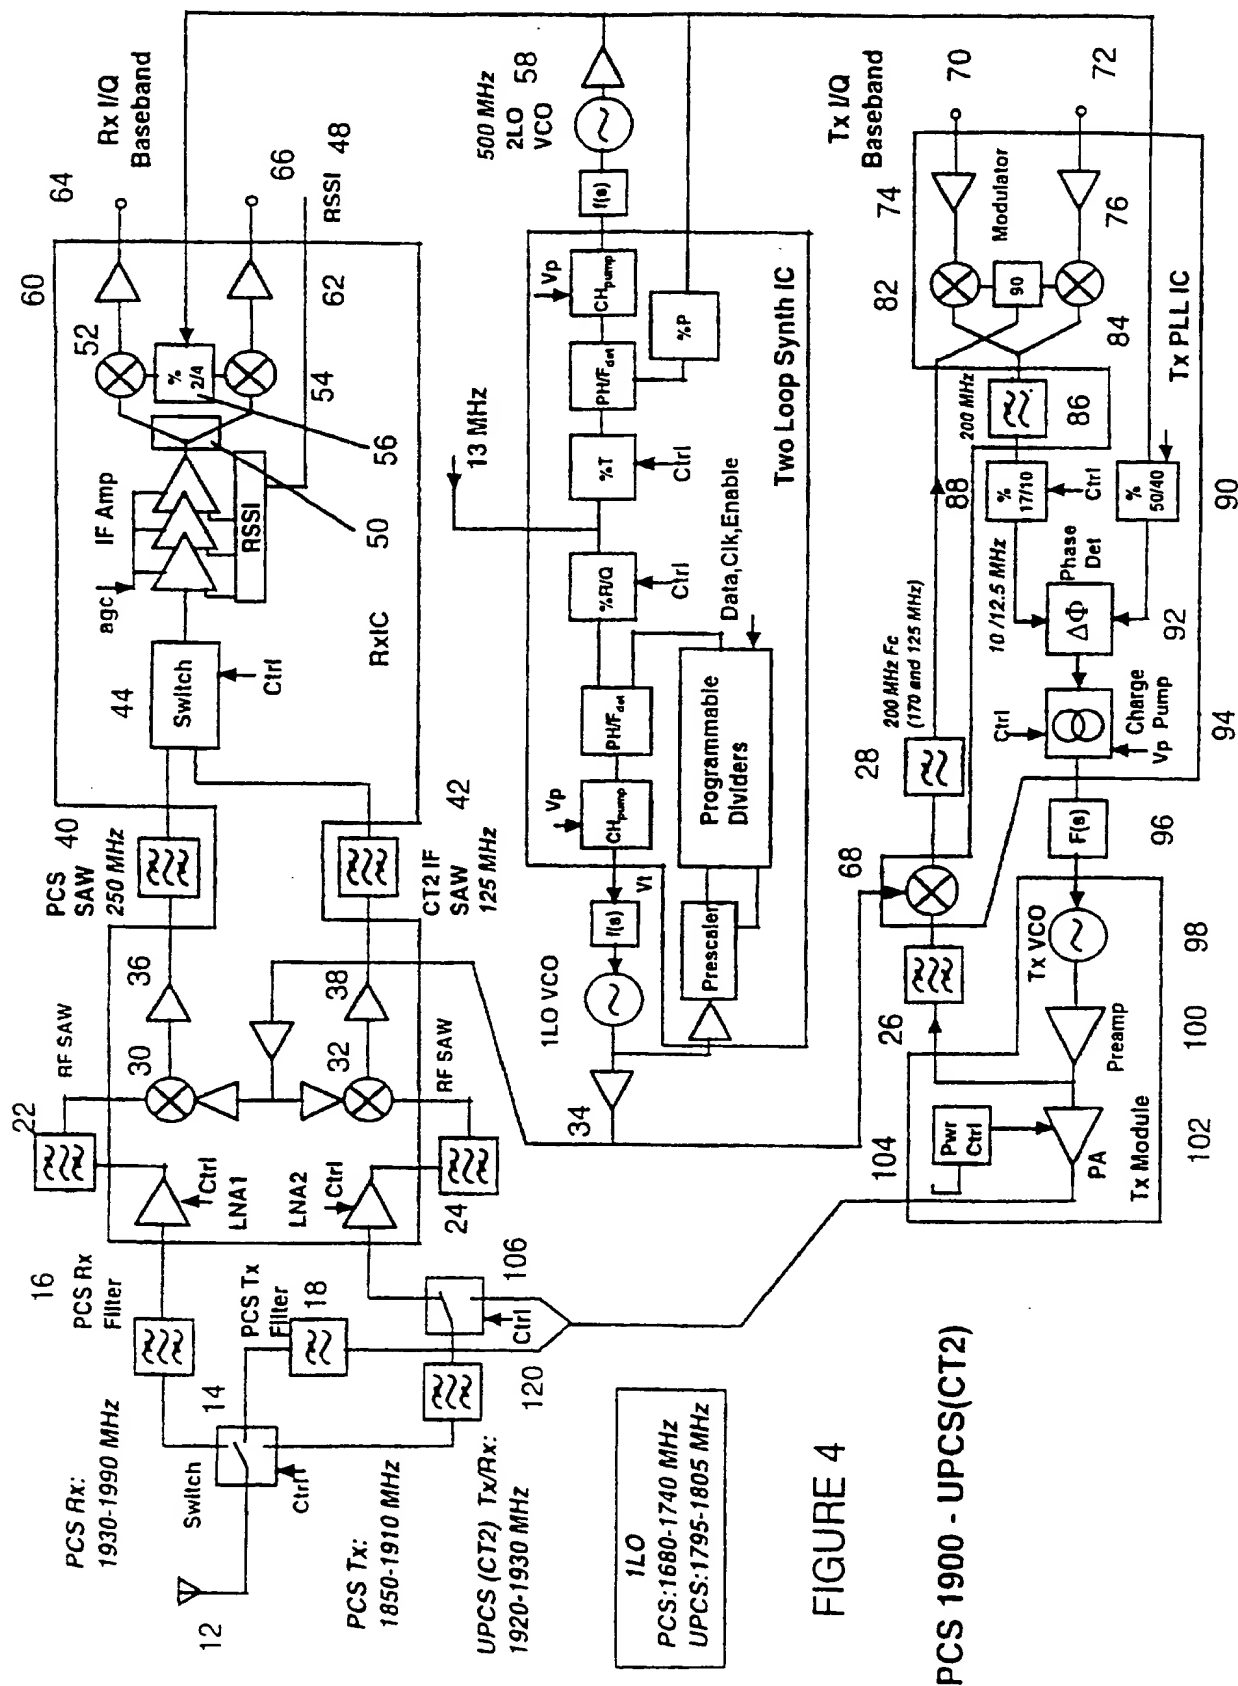 Rx I/Q
Baseband
64
66
48
RSSI
60
52
%
2/4
54
62
56
50
IF Amp
agc
RSSI
RxIC
44
Switch
Ctrl
PCS
SAW
250 MHz
40
42
CT2 IF
SAW
125 MHz
36
38
30
32
RF SAW
RF SAW
22
24
Ctrl
LNA1
LNA2
Ctrl
16
PCS Rx
Filter
PCS Tx
Filter
18
106
Ctrl
120
14
Switch
Ctrl
12
PCS Rx:
1930-1990 MHz
PCS Tx:
1850-1910 MHz
UPCS (CT2) Tx/Rx:
1920-1930 MHz
500 MHz
2LO
VCO
58
f(s)
Vp
CH pump
PH/F det
%P
%T
Ctrl
13 MHz
Two Loop Synth IC
%R/Q
Ctrl
Data,Clk,Enable
PH/F det
Programmable
Dividers
Vp
CH pump
Vt
f(s)
Prescaler
1LO VCO
34
Tx I/Q
Baseband
70
72
74
76
Modulator
82
90
84
Tx PLL IC
200 MHz
86
88
%
17/10
Ctrl
%
50/40
90
10 /12.5 MHz
Phase
Det
ΔΦ
92
200 MHz Fc
(170 and 125 MHz)
28
Ctrl
Charge
Pump
Vp
94
68
F(s)
96
26
Tx VCO
98
Preamp
100
104
Pwr
Ctrl
PA
Tx Module
102
1LO
PCS:1680-1740 MHz
UPCS:1795-1805 MHz
FIGURE 4
PCS 1900 - UPCS(CT2)